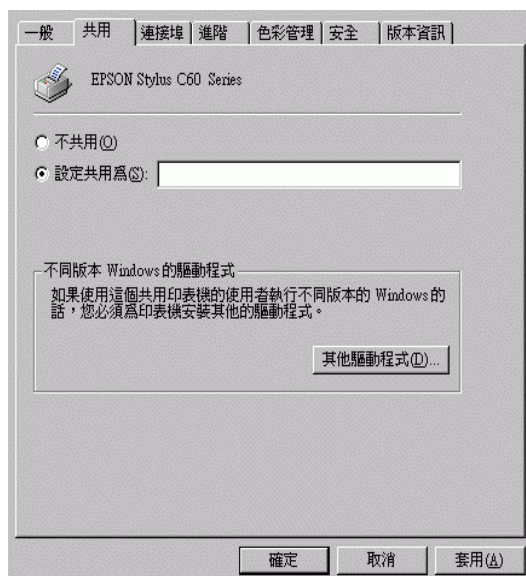 一般 共用 連接埠 進階 色彩管理 安全 版本資訊
EPSON Stylus C60 Series
不共用(O)
設定共用為(S):
不同版本 Windows 的驅動程式
如果使用這個共用印表機的使用者執行不同版本的 Windows 的
話，您必須為印表機安裝其他的驅動程式。
其他驅動程式(D)...
確定 取消 套用(A)